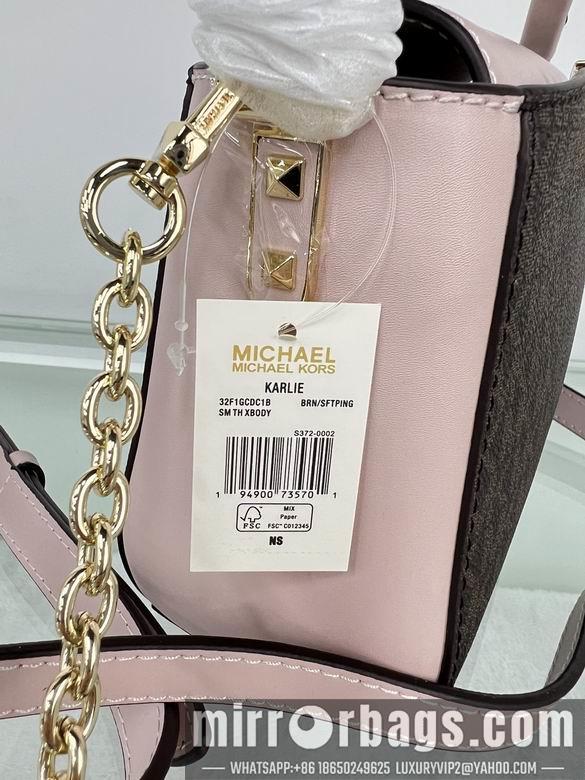 MICHAEL
MICHAEL KORS
KARLIE
32F1GCDC1B BRN/SFTPING
SM TH XBODY
S372-0002
1 94900 73570 1
FSC
MIX
Paper
FSC™ C012345
NS
mirrorbags.com
WHATSAPP:+86 18650249625 LUXURYVIP2@YAHOO.COM